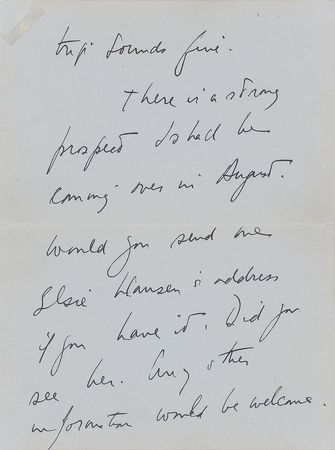 trip sounds fine.
There is a strong
prospect I shall be
coming over in August.
Would you send me
Elsie Hansen's address
if you have it. Did you
see her. Any other
information would be welcome.